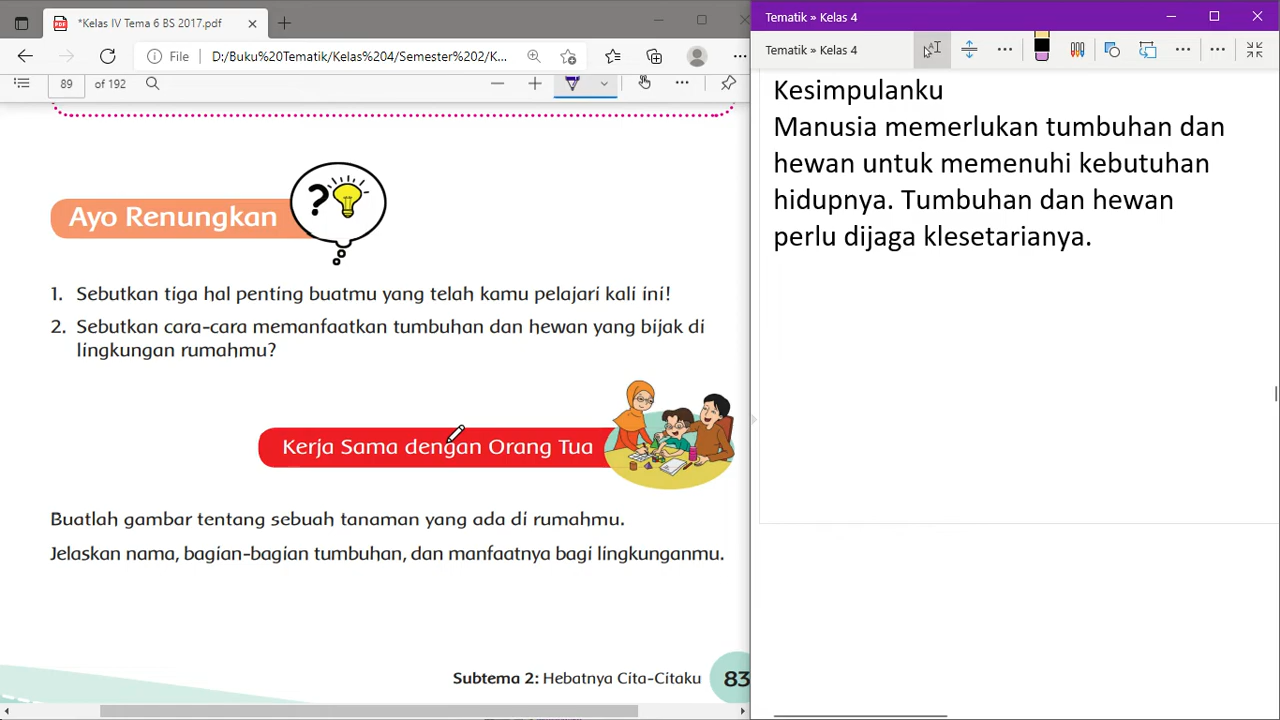 *Kelas IV Tema 6 BS 2017.pdf
File
D:/Buku%20Tematik/Kelas%204/Semester%202/K...
89 of 192
Ayo Renungkan
?
1. Sebutkan tiga hal penting buatmu yang telah kamu pelajari kali ini!
2. Sebutkan cara-cara memanfaatkan tumbuhan dan hewan yang bijak di
lingkungan rumahmu?
Kerja Sama dengan Orang Tua
Buatlah gambar tentang sebuah tanaman yang ada di rumahmu.
Jelaskan nama, bagian-bagian tumbuhan, dan manfaatnya bagi lingkunganmu.
Subtema 2: Hebatnya Cita-Citaku 83
Tematik » Kelas 4
Tematik » Kelas 4
Kesimpulanku
Manusia memerlukan tumbuhan dan
hewan untuk memenuhi kebutuhan
hidupnya. Tumbuhan dan hewan
perlu dijaga klesetarianya.